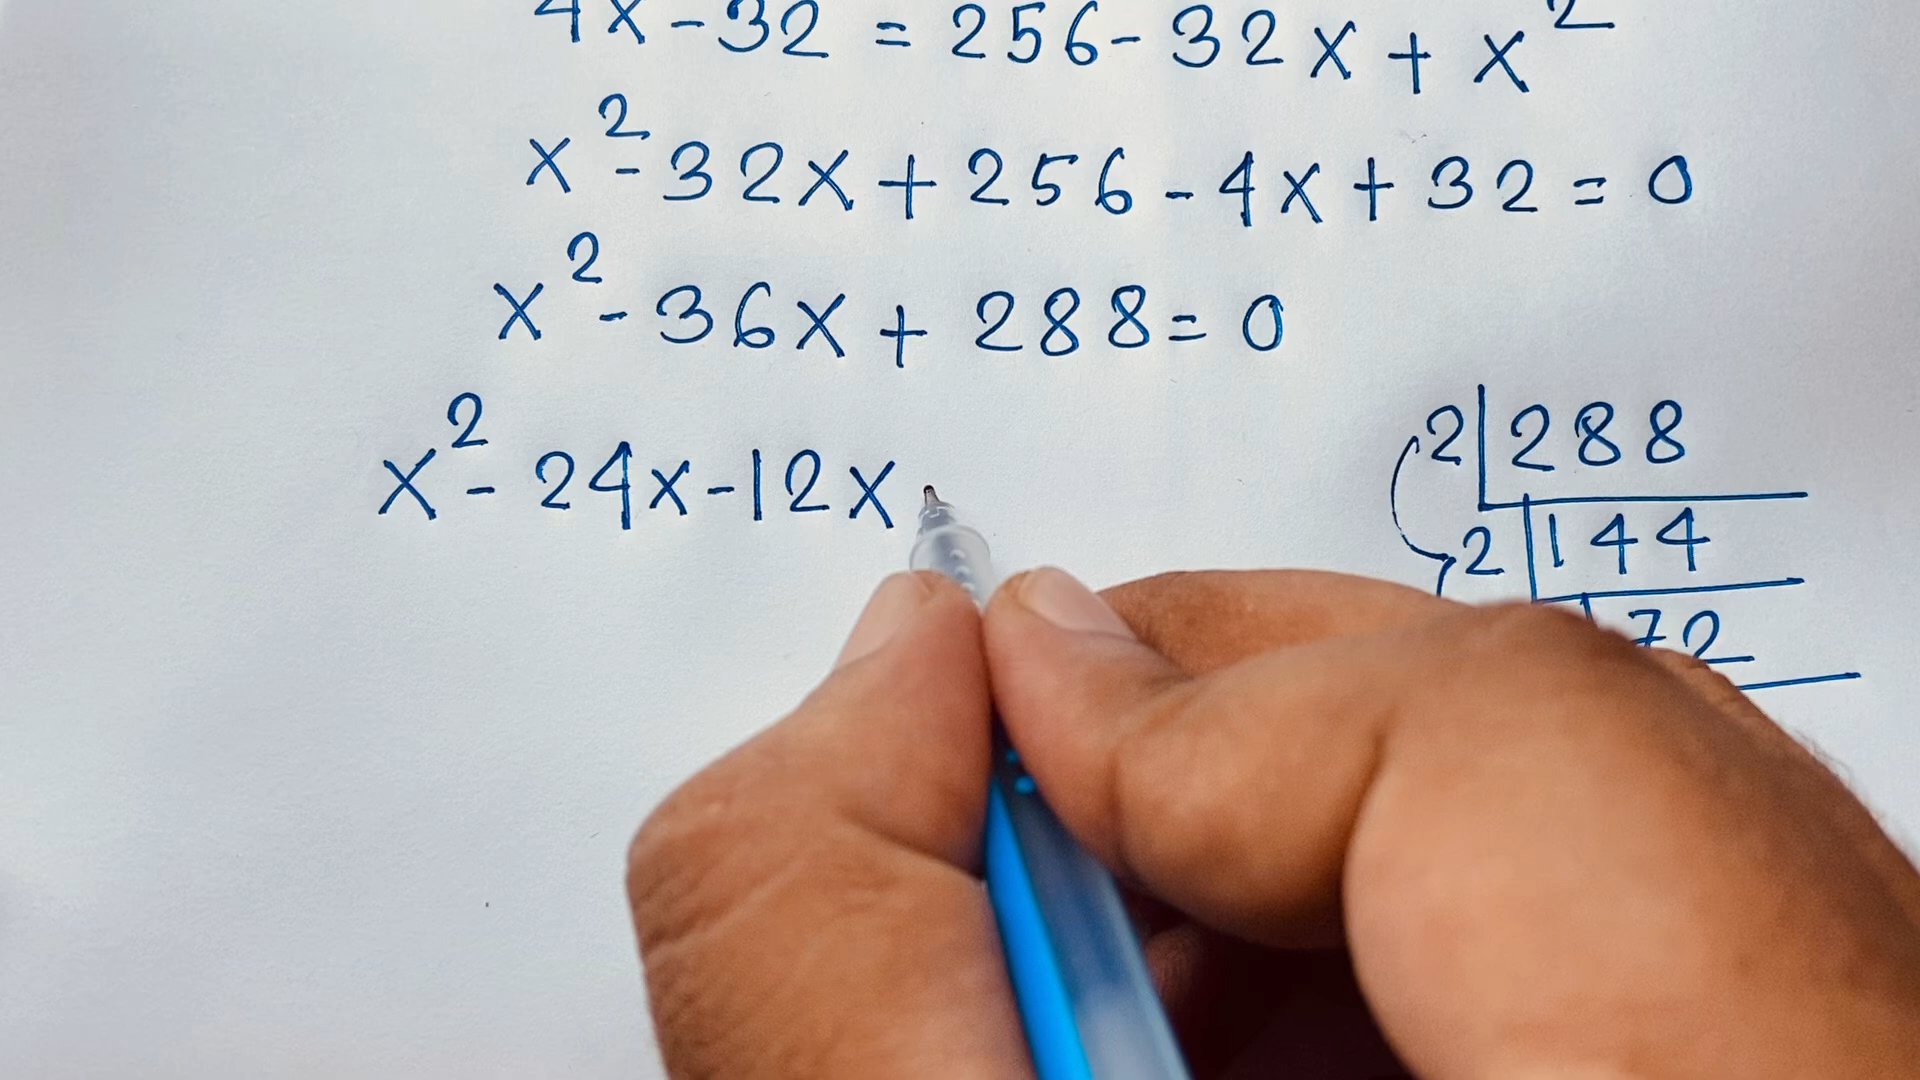 4x-32 = 256-32x + x²
x²-32x+256-4x+32=0
x²-36x+288=0
x²-24x-12x
2|288
2|144
72